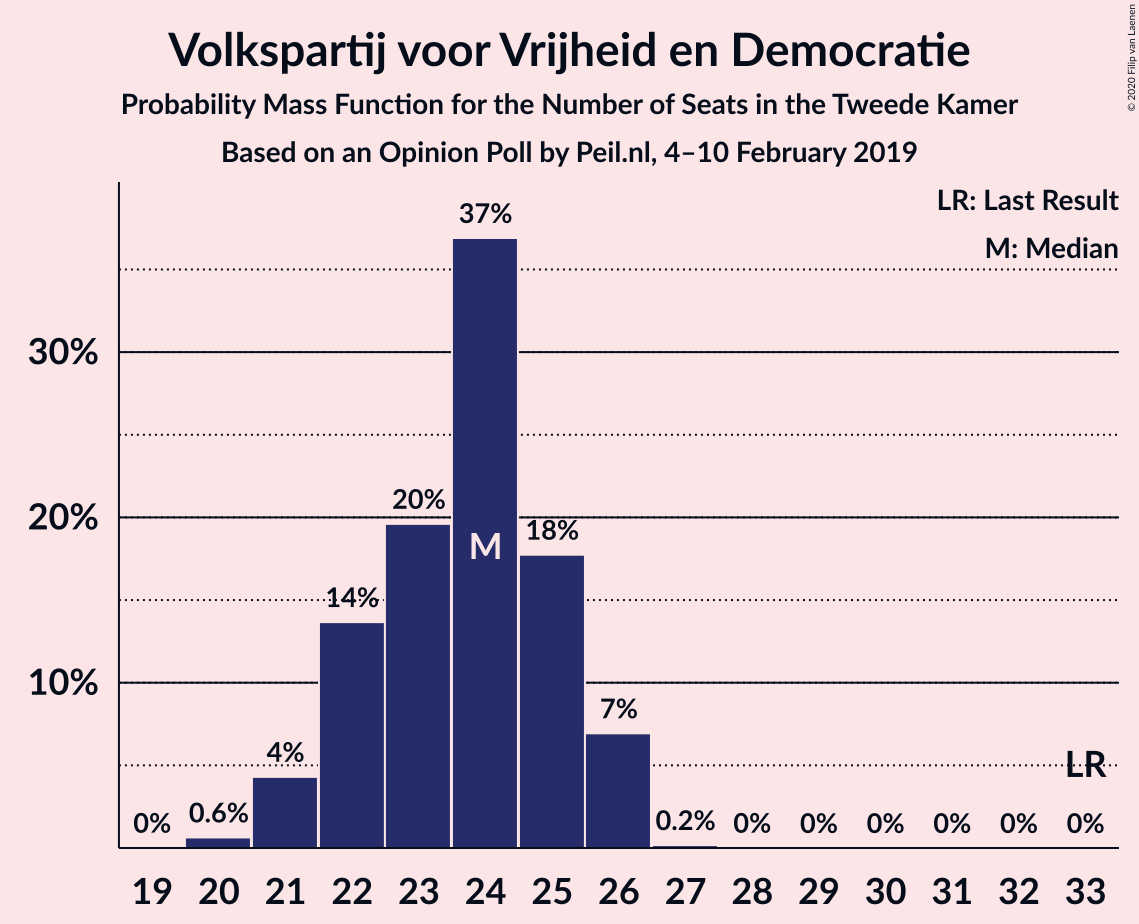 Volkspartij voor Vrijheid en Democratie
Probability Mass Function for the Number of Seats in the Tweede Kamer
Based on an Opinion Poll by Peil.nl, 4–10 February 2019
© 2020 Filip van Laenen
LR: Last Result
M: Median
37%
30%
20%
20%
18%
M
14%
10%
7%
4%
LR
0%
0.6%
0.2%
0%
0%
0%
0%
0%
0%
19 20 21 22 23 24 25 26 27 28 29 30 31 32 33